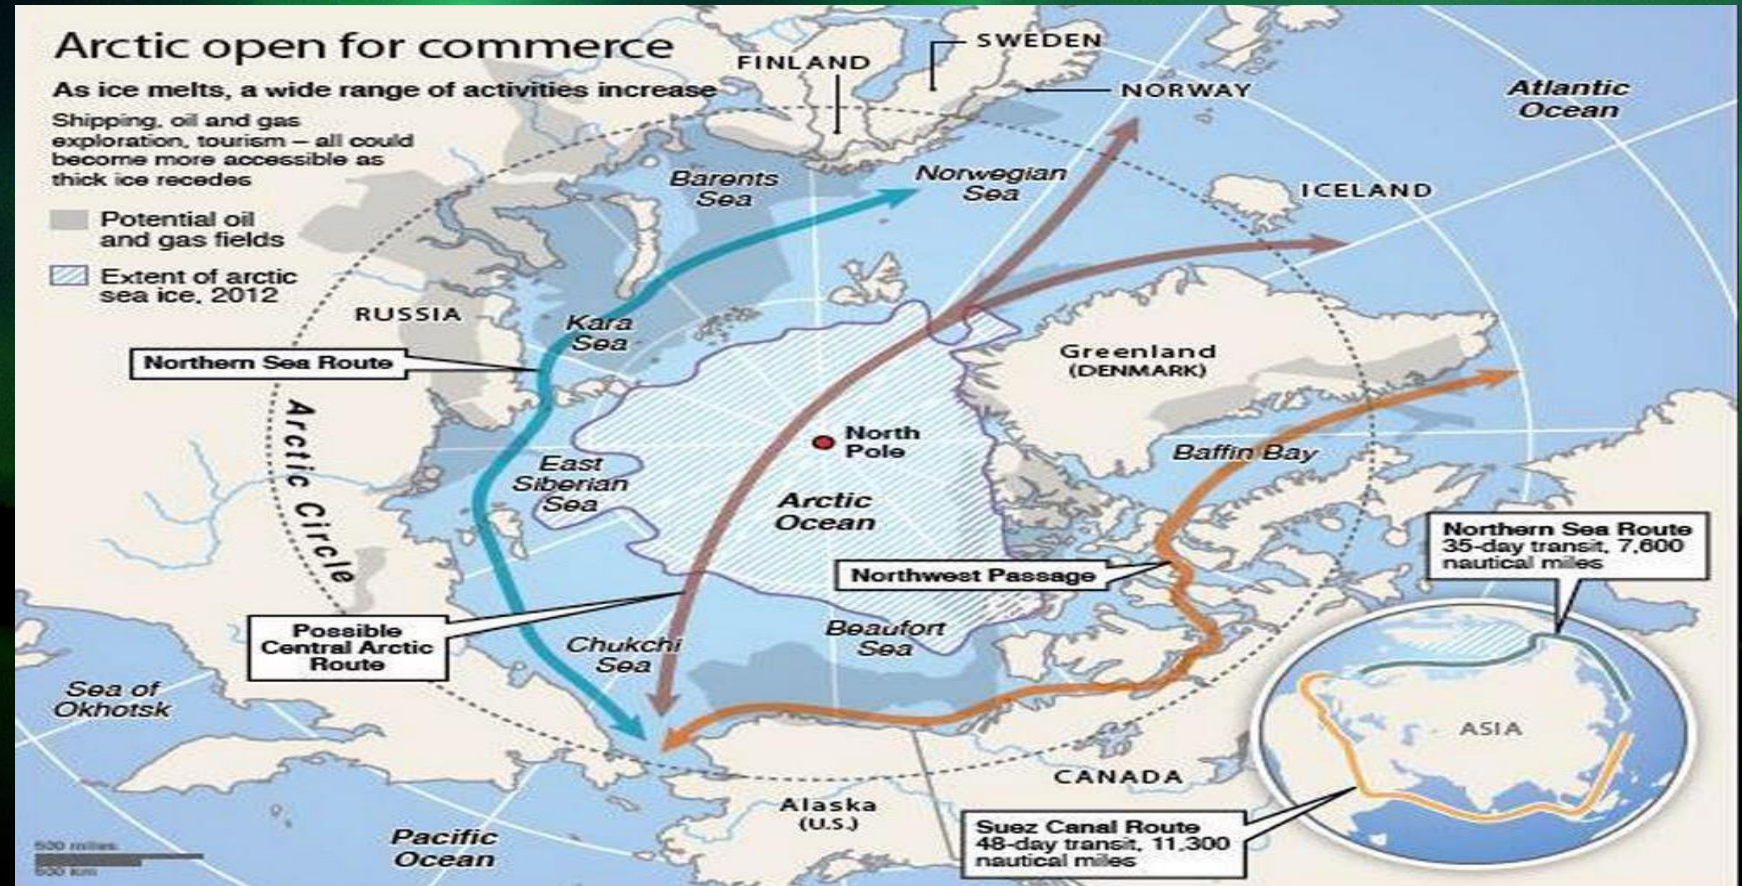 Arctic open for commerce
As ice melts, a wide range of activities increase
Shipping, oil and gas
exploration, tourism – all could
become more accessible as
thick ice recedes
Potential oil
and gas fields
Extent of arctic
sea ice, 2012
FINLAND
SWEDEN
NORWAY
Atlantic
Ocean
Barents
Sea
Norwegian
Sea
ICELAND
RUSSIA
Kara
Sea
Northern Sea Route
Greenland
(DENMARK)
Arctic Circle
North
Pole
Baffin Bay
East
Siberian
Sea
Arctic
Ocean
Northern Sea Route
35-day transit, 7,600
nautical miles
Northwest Passage
Possible
Central Arctic
Route
Chukchi
Sea
Beaufort
Sea
Sea of
Okhotsk
ASIA
CANADA
Alaska
(U.S.)
Pacific
Ocean
Suez Canal Route
48-day transit, 11,300
nautical miles
500 miles
500 km